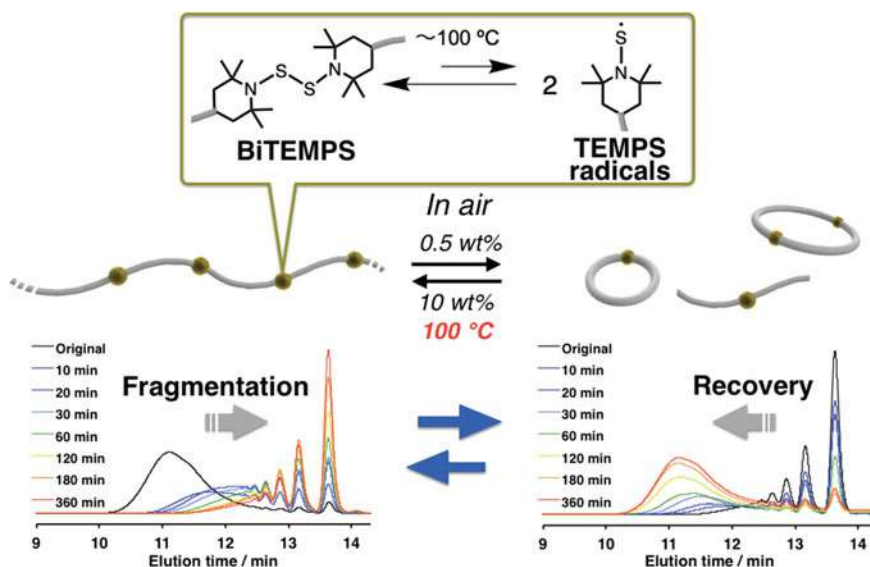 ~100 ºC
S
N
N
S
S
N
2
BiTEMPS
TEMPS
radicals
In air
0.5 wt%
10 wt%
100 °C
Original
10 min
20 min
30 min
60 min
120 min
180 min
360 min
Fragmentation
9 10 11 12 13 14
Elution time / min
Original
10 min
20 min
30 min
60 min
120 min
180 min
360 min
Recovery
9 10 11 12 13 14
Elution time / min